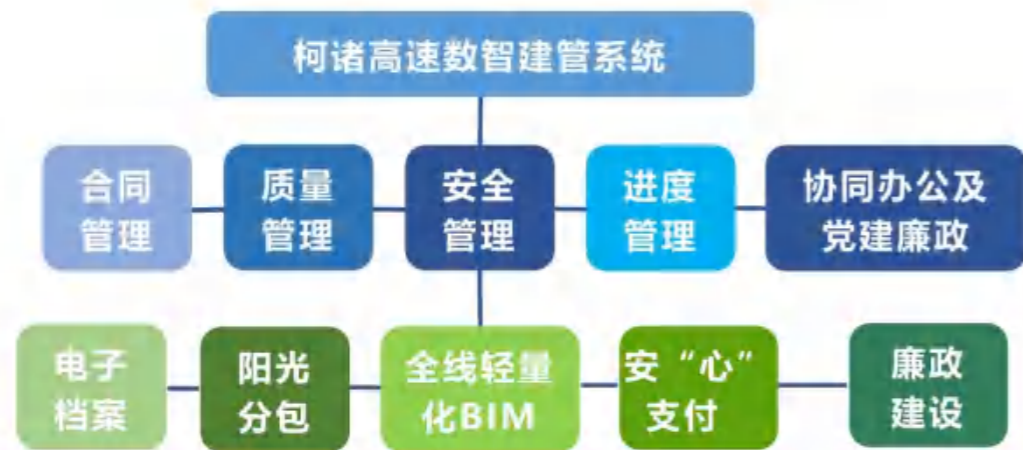 柯诸高速数智建管系统
合同
管理
质量
管理
安全
管理
进度
管理
协同办公及
党建廉政
电子
档案
阳光
分包
全线轻量
化BIM
安“心”
支付
廉政
建设